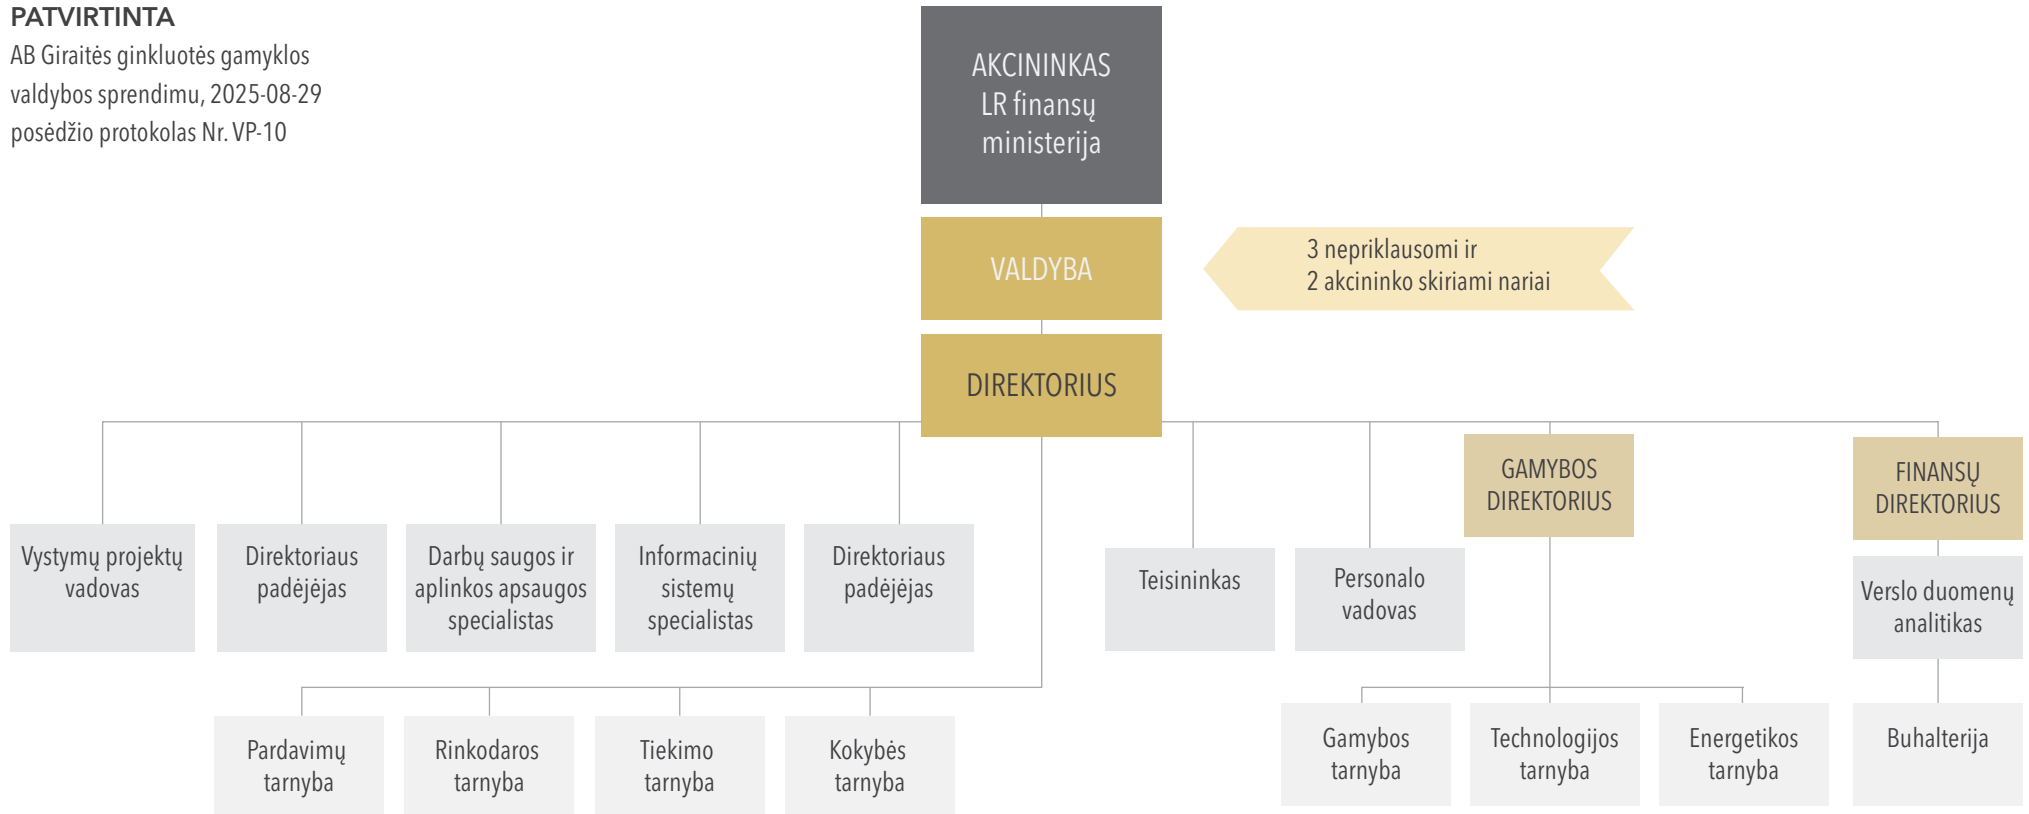 PATVIRTINTA
AB Giraitės ginkluotės gamyklos
valdybos sprendimu, 2025-08-29
posėdžio protokolas Nr. VP-10
AKCININKAS
LR finansų
ministerija
VALDYBA
3 nepriklausomi ir
2 akcininko skiriami nariai
DIREKTORIUS
GAMYBOS
DIREKTORIUS
FINANSŲ
DIREKTORIUS
Vystymų projektų
vadovas
Direktoriaus
padėjėjas
Darbų saugos ir
aplinkos apsaugos
specialistas
Informacinių
sistemų
specialistas
Direktoriaus
padėjėjas
Teisininkas
Personalo
vadovas
Verslo duomenų
analitikas
Pardavimų
tarnyba
Rinkodaros
tarnyba
Tiekimo
tarnyba
Kokybės
tarnyba
Gamybos
tarnyba
Technologijos
tarnyba
Energetikos
tarnyba
Buhalterija